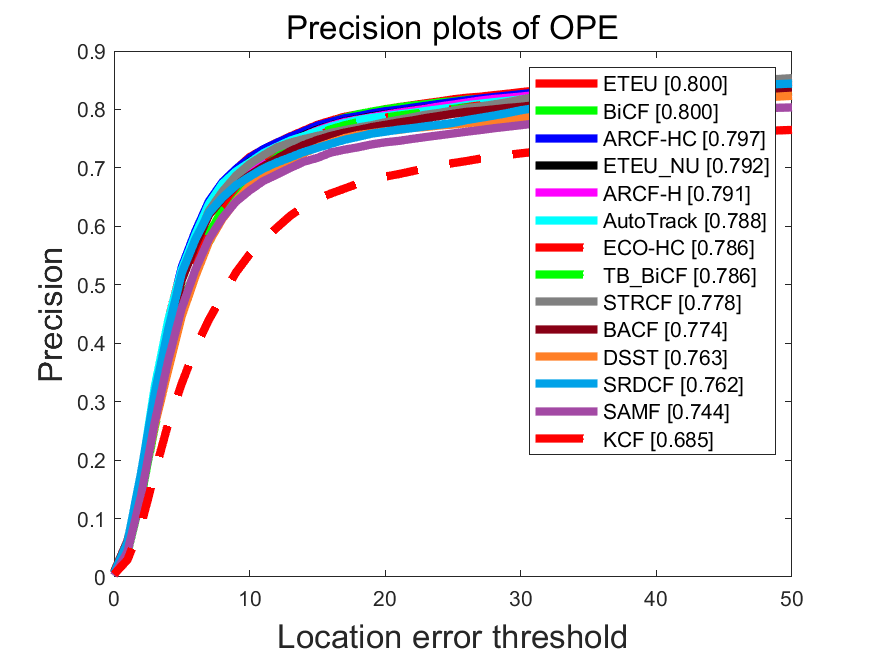 Precision plots of OPE
0.9
0.8
0.7
0.6
0.5
0.4
0.3
0.2
0.1
0
Precision
ETEU [0.800]
BiCF [0.800]
ARCF-HC [0.797]
ETEU_NU [0.792]
ARCF-H [0.791]
AutoTrack [0.788]
ECO-HC [0.786]
TB_BiCF [0.786]
STRCF [0.778]
BACF [0.774]
DSST [0.763]
SRDCF [0.762]
SAMF [0.744]
KCF [0.685]
0 10 20 30 40 50
Location error threshold